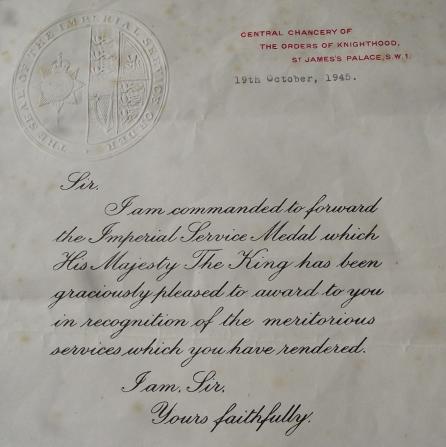 THE SEAL OF THE IMPERIAL SERVICE ORDER
CENTRAL CHANCERY OF
THE ORDERS OF KNIGHTHOOD,
ST JAMES'S PALACE, S.W.1.
19th October, 1945.
Sir,
I am commanded to forward
the Imperial Service Medal which
His Majesty The King has been
graciously pleased to award to you
in recognition of the meritorious
services, which you have rendered.
I am, Sir,
Yours faithfully.